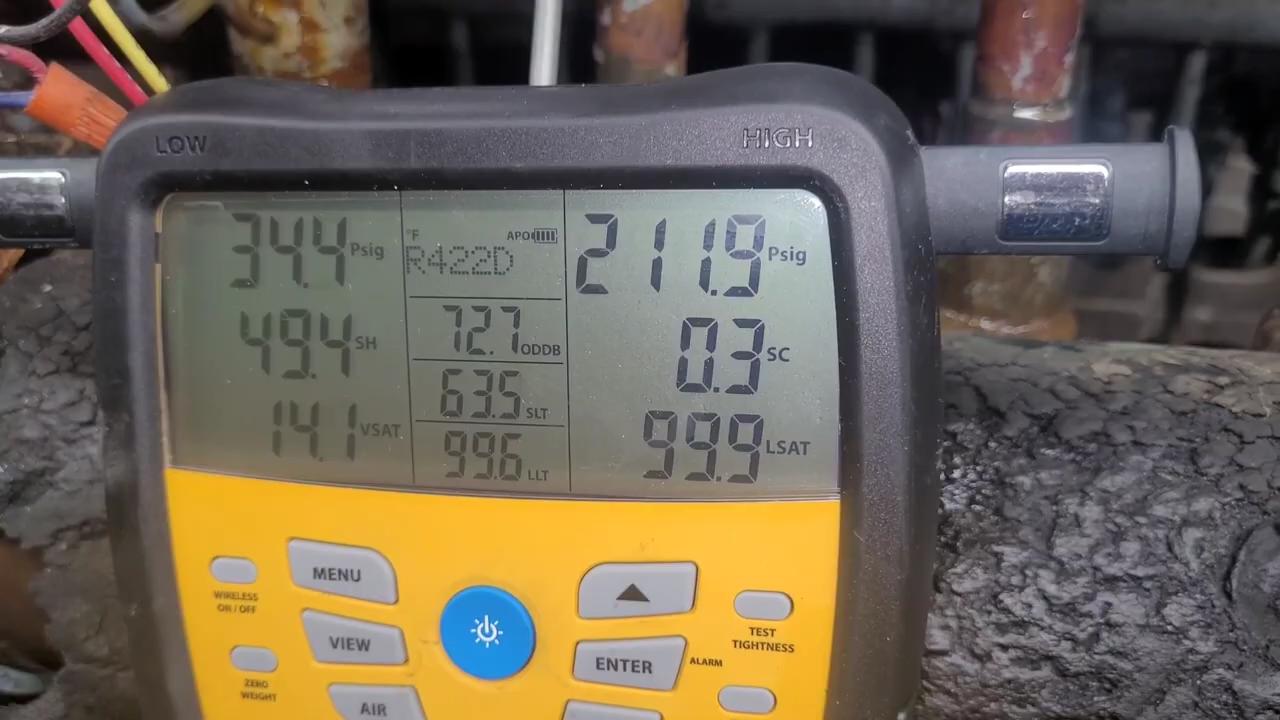 LOW
HIGH
34.4 Psig
°F APO
R422D
211.9 Psig
49.4 SH
72.7 ODDB
0.3 SC
63.5 SLT
14.1 VSAT
99.6 LLT
99.9 LSAT
MENU
WIRELESS
ON / OFF
VIEW
ZERO
WEIGHT
AIR
▲
TEST
TIGHTNESS
ENTER
ALARM